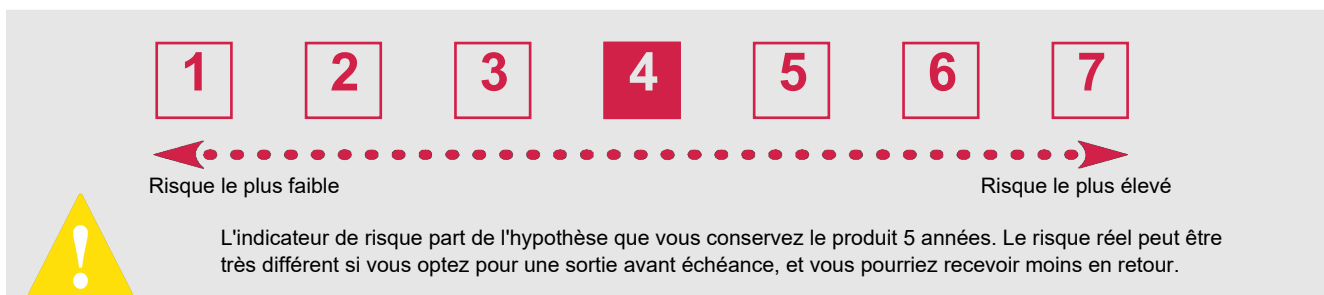 1 2 3 4 5 6 7
Risque le plus faible Risque le plus élevé
!
L'indicateur de risque part de l'hypothèse que vous conservez le produit 5 années. Le risque réel peut être
très différent si vous optez pour une sortie avant échéance, et vous pourriez recevoir moins en retour.